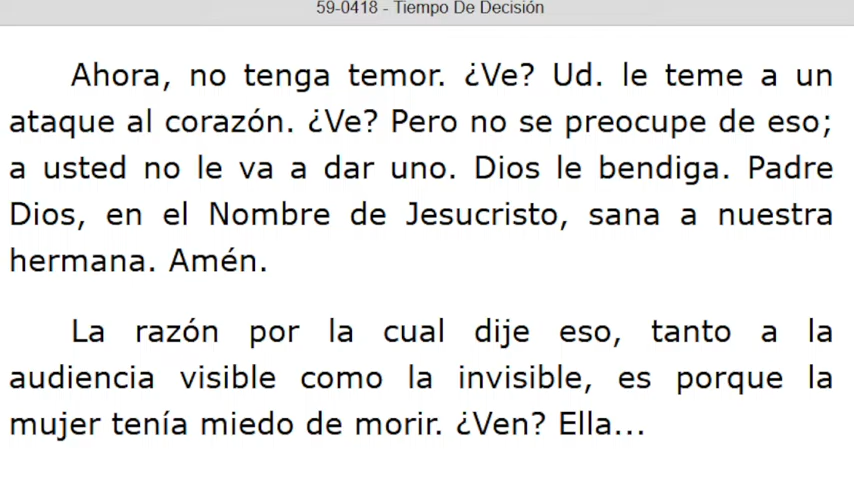 59-0418 - Tiempo De Decisión
Ahora, no tenga temor. ¿Ve? Ud. le teme a un
ataque al corazón. ¿Ve? Pero no se preocupe de eso;
a usted no le va a dar uno. Dios le bendiga. Padre
Dios, en el Nombre de Jesucristo, sana a nuestra
hermana. Amén.
La razón por la cual dije eso, tanto a la
audiencia visible como la invisible, es porque la
mujer tenía miedo de morir. ¿Ven? Ella...